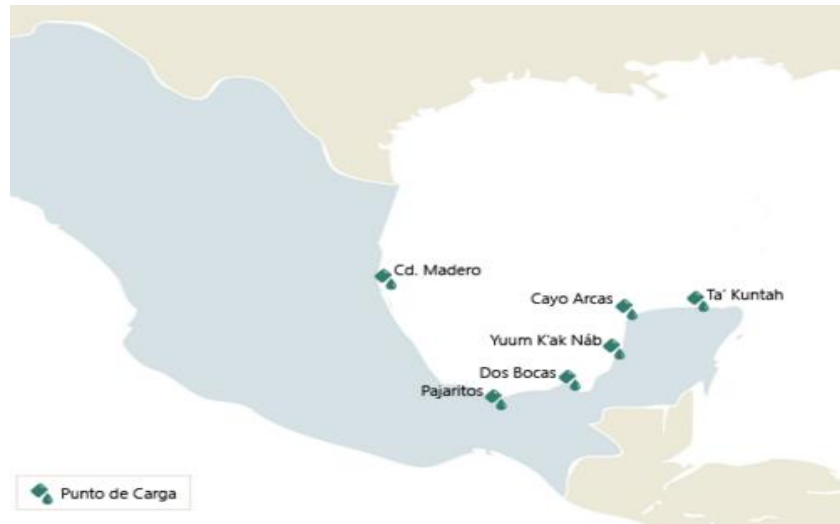 Cd. Madero
Ta' Kuntah
Cayo Arcas
Yuum K'ak Náb
Dos Bocas
Pajaritos
Punto de Carga